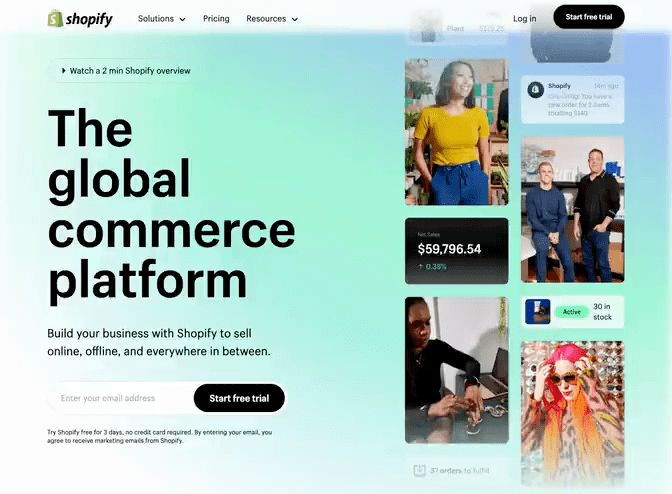 shopify
Solutions
Pricing
Resources
Log in
Start free trial
Watch a 2 min Shopify overview
The
global
commerce
platform
Build your business with Shopify to sell
online, offline, and everywhere in between.
Enter your email address
Start free trial
Try Shopify free for 3 days, no credit card required. By entering your email, you
agree to receive marketing emails from Shopify.
Plant
Net Sales
$59,796.54
↑ 0.38%
37 orders to fulfill
Shopify
14m ago
You have a
new order for 2 items
totalling $140
Active
30 in
stock